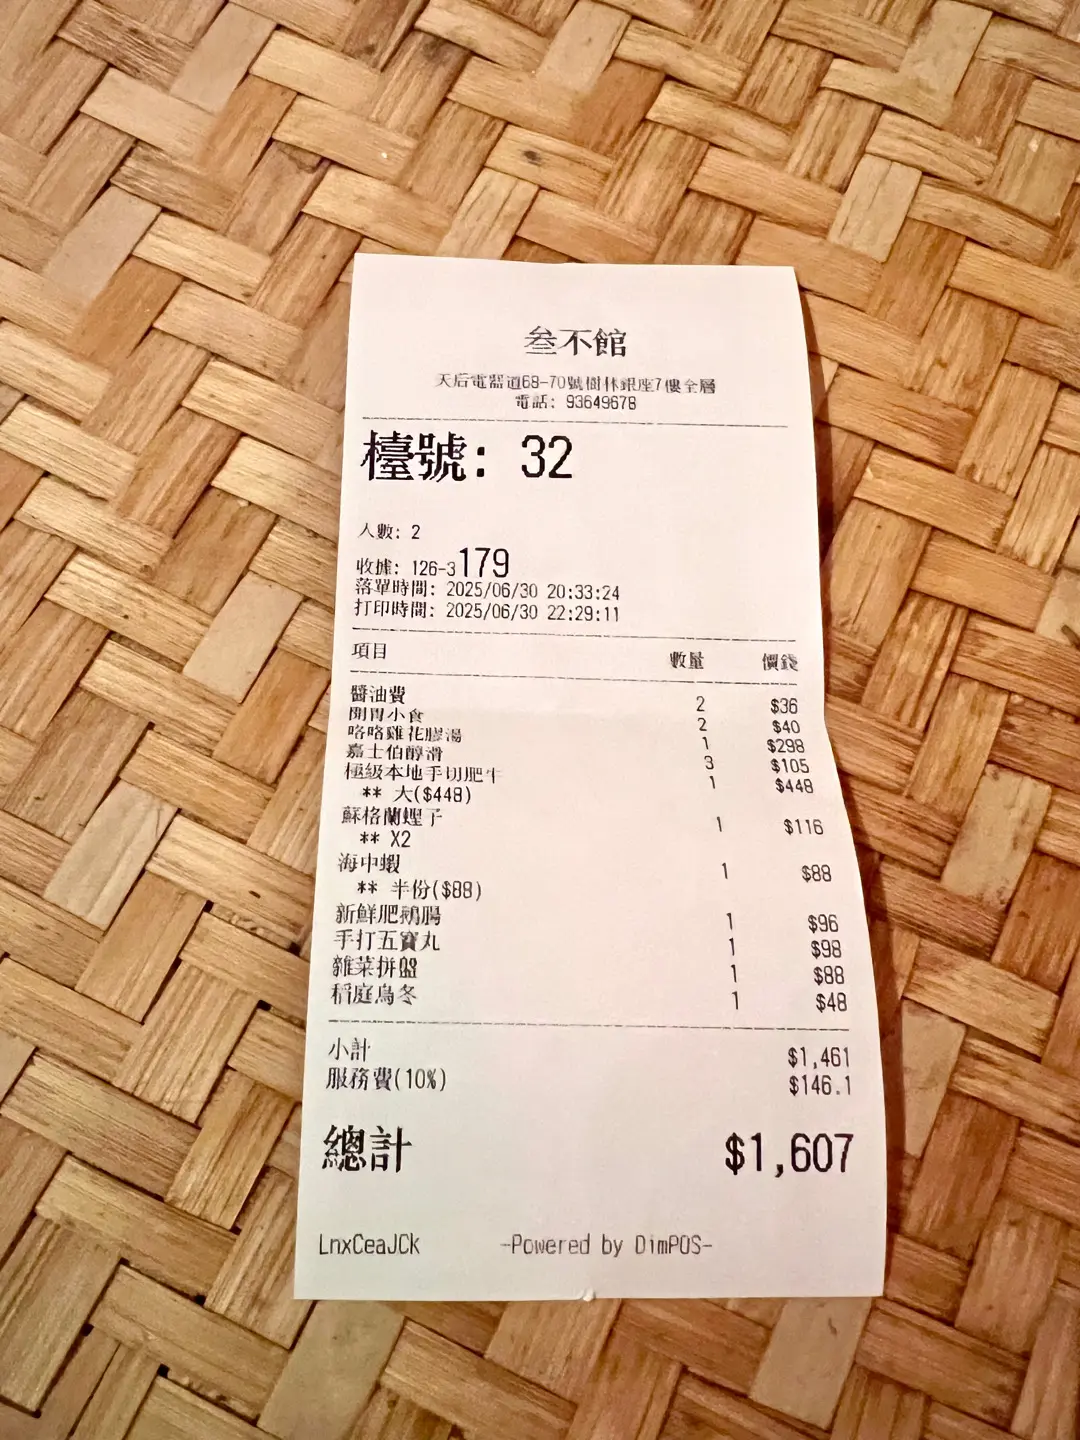 叁不館
天后電器道68-70號樹林銀座7樓全層
電話: 93649678
檯號: 32
人數: 2
收據: 126-3179
落單時間: 2025/06/30 20:33:24
打印時間: 2025/06/30 22:29:11
項目 數量 價錢
醬油費 2 $36
開胃小食 2 $40
咯咯雞花膠湯 1 $298
嘉士伯醇滑 3 $105
極級本地手切肥牛 1 $448
** 大($448)
蘇格蘭蟶子 1 $116
** X2
海中蝦 1 $88
** 半份($88)
新鮮肥鵝腸 1 $96
手打五寶丸 1 $98
雜菜拼盤 1 $88
稻庭烏冬 1 $48
小計 $1,461
服務費(10%) $146.1
總計 $1,607
LnxCeaJCk -Powered by DimPOS-